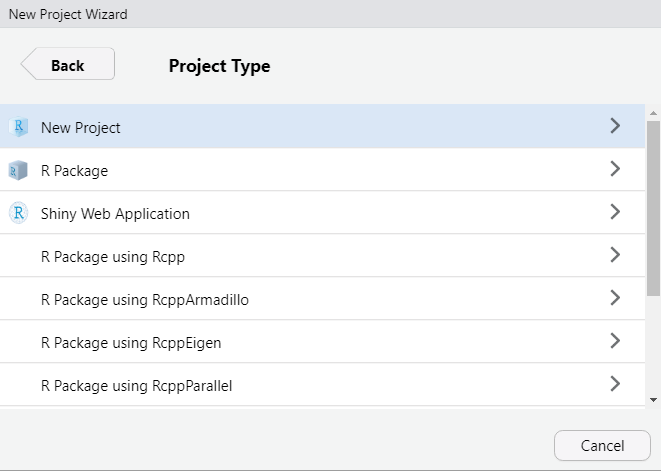 New Project Wizard
Back
Project Type
R New Project
R R Package
R Shiny Web Application
R Package using Rcpp
R Package using RcppArmadillo
R Package using RcppEigen
R Package using RcppParallel
Cancel